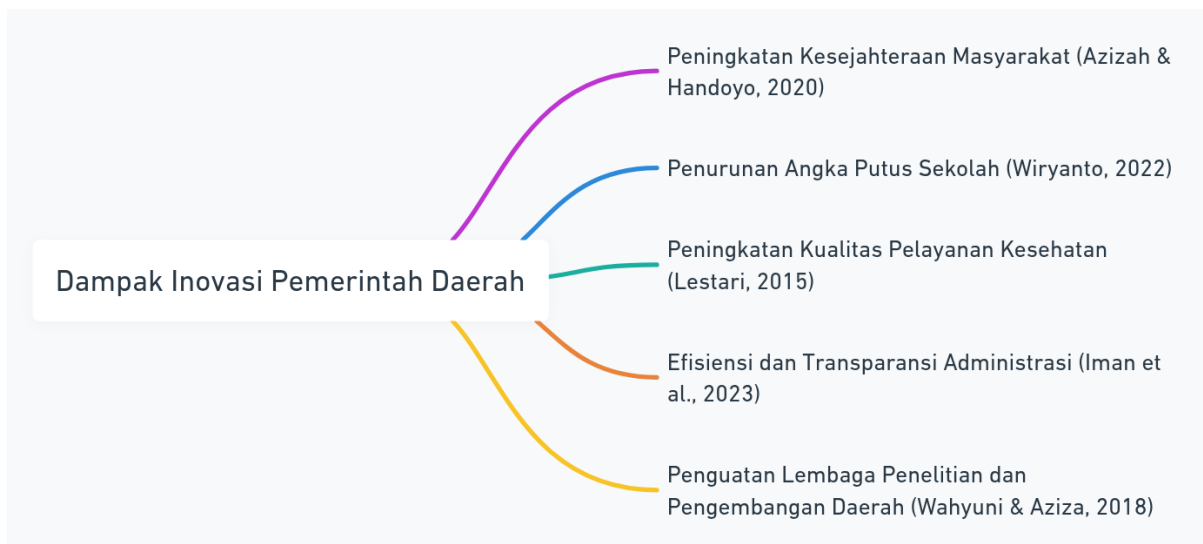 Peningkatan Kesejahteraan Masyarakat (Azizah &
Handoyo, 2020)
Penurunan Angka Putus Sekolah (Wiryanto, 2022)
Peningkatan Kualitas Pelayanan Kesehatan
(Lestari, 2015)
Dampak Inovasi Pemerintah Daerah
Efisiensi dan Transparansi Administrasi (Iman et
al., 2023)
Penguatan Lembaga Penelitian dan
Pengembangan Daerah (Wahyuni & Aziza, 2018)